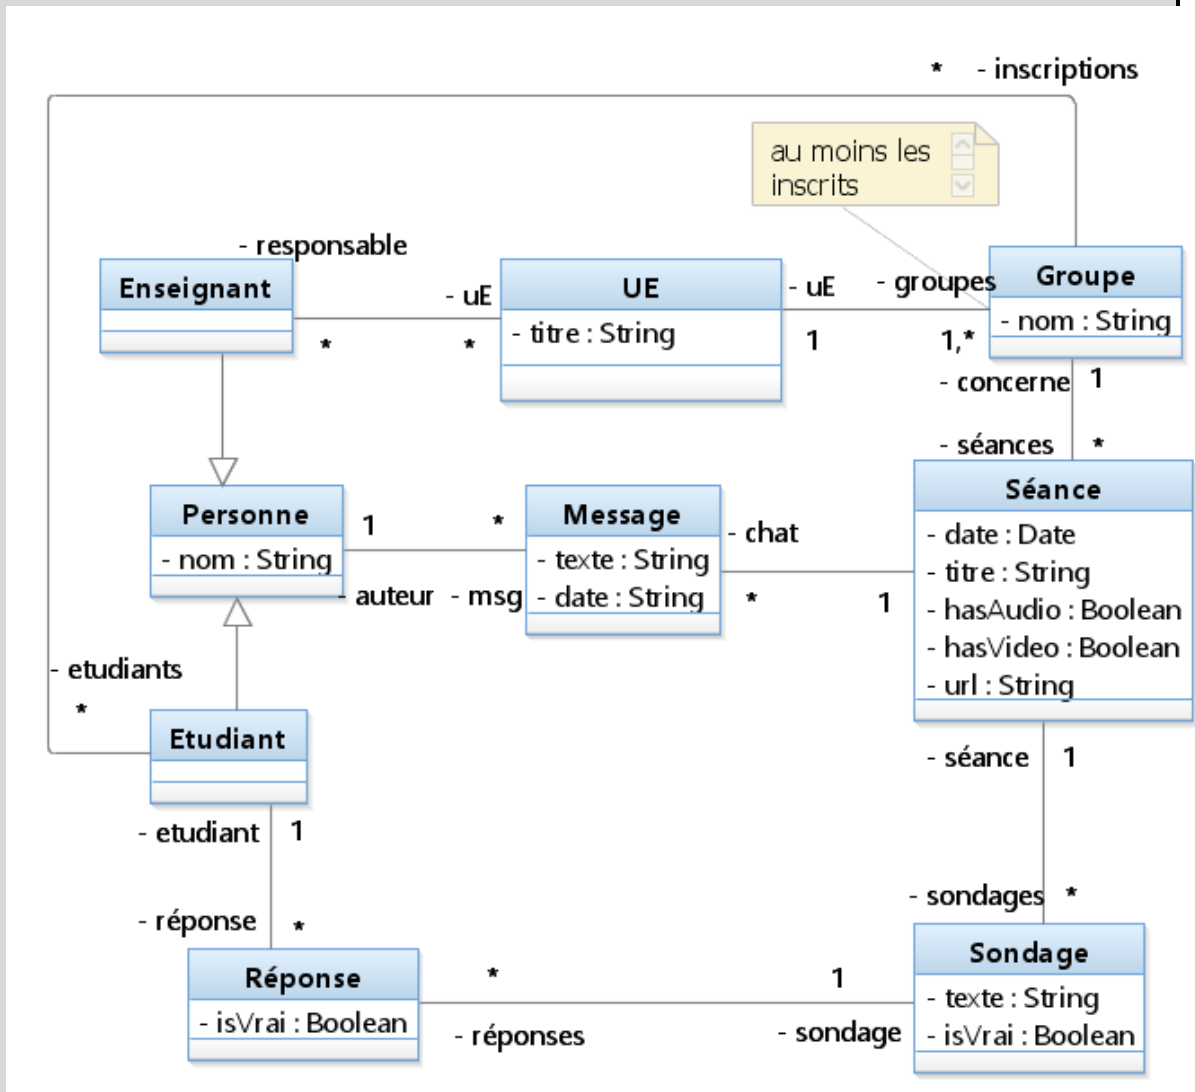 * - inscriptions
au moins les
inscrits
- responsable
Enseignant
- uE
UE
- uE
- groupes
Groupe
- titre : String
- nom : String
*
*
1
1,*
- concerne
1
- séances
*
Séance
Personne
1
*
Message
- chat
- date : Date
- nom : String
- texte : String
- titre : String
- auteur
- msg
- date : String
*
1
- hasAudio : Boolean
- hasVideo : Boolean
- url : String
- etudiants
*
Etudiant
- séance
1
- etudiant
1
- sondages
*
- réponse
*
Sondage
Réponse
*
1
- texte : String
- isVrai : Boolean
- réponses
- sondage
- isVrai : Boolean